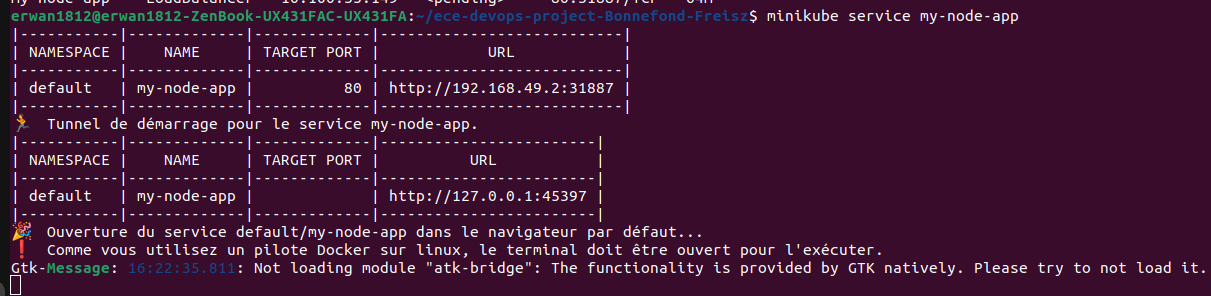 my-node-app LoadBalancer 10.100.55.149 <pending> 80:31887/TCP 64m
erwan1812@erwan1812-ZenBook-UX431FAC-UX431FA:~/ece-devops-project-Bonnefond-Freisz$ minikube service my-node-app
|-----------|-------------|-------------|---------------------------|
| NAMESPACE | NAME | TARGET PORT | URL |
|-----------|-------------|-------------|---------------------------|
| default | my-node-app | 80 | http://192.168.49.2:31887 |
|-----------|-------------|-------------|---------------------------|
🏃 Tunnel de démarrage pour le service my-node-app.
|-----------|-------------|-------------|------------------------|
| NAMESPACE | NAME | TARGET PORT | URL |
|-----------|-------------|-------------|------------------------|
| default | my-node-app | | http://127.0.0.1:45397 |
|-----------|-------------|-------------|------------------------|
🎉 Ouverture du service default/my-node-app dans le navigateur par défaut...
❗ Comme vous utilisez un pilote Docker sur linux, le terminal doit être ouvert pour l'exécuter.
Gtk-Message: 16:22:35.811: Not loading module "atk-bridge": The functionality is provided by GTK natively. Please try to not load it.